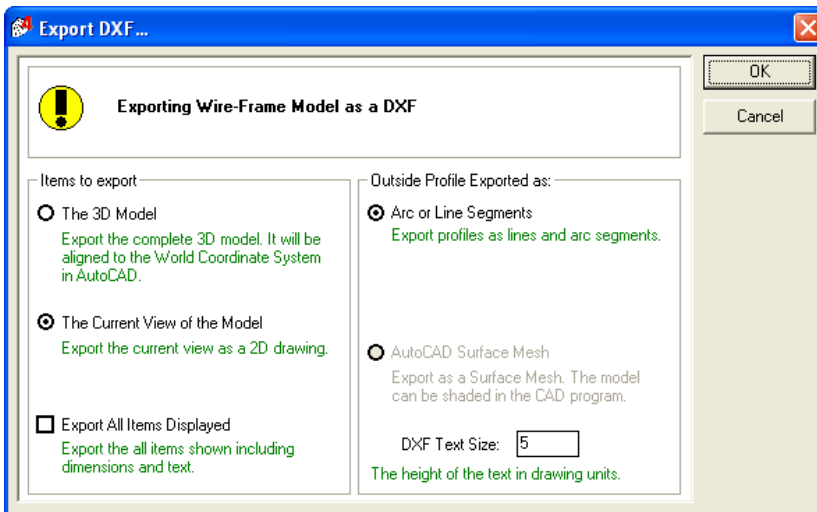 Export DXF...
OK
Cancel
Exporting Wire-Frame Model as a DXF
Items to export
The 3D Model
Export the complete 3D model. It will be
aligned to the World Coordinate System
in AutoCAD.
The Current View of the Model
Export the current view as a 2D drawing.
Export All Items Displayed
Export the all items shown including
dimensions and text.
Outside Profile Exported as:
Arc or Line Segments
Export profiles as lines and arc segments.
AutoCAD Surface Mesh
Export as a Surface Mesh. The model
can be shaded in the CAD program.
DXF Text Size: 5
The height of the text in drawing units.